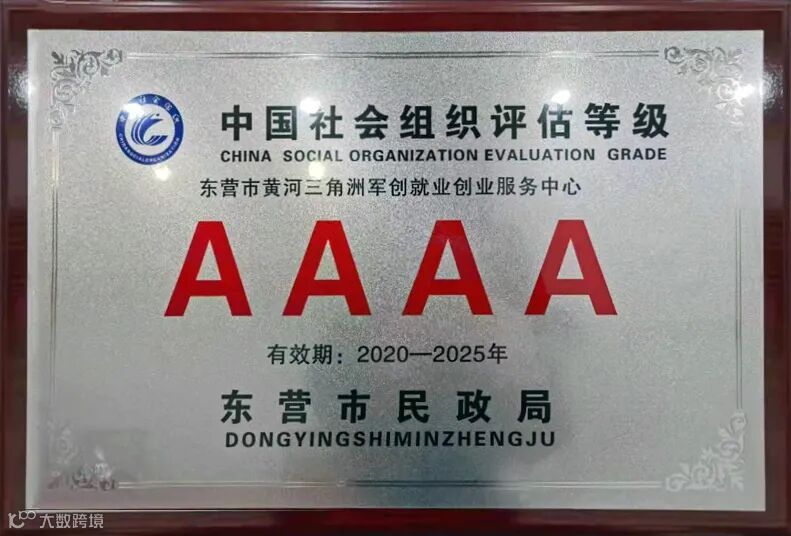 中国社会组织评估等级
CHINA SOCIAL ORGANIZATION EVALUATION GRADE
东营市黄河三角洲军创就业创业服务中心
AAAA
有效期：2020—2025年
东营市民政局
DONGYINGSHIMINZHENGJU
大数跨境